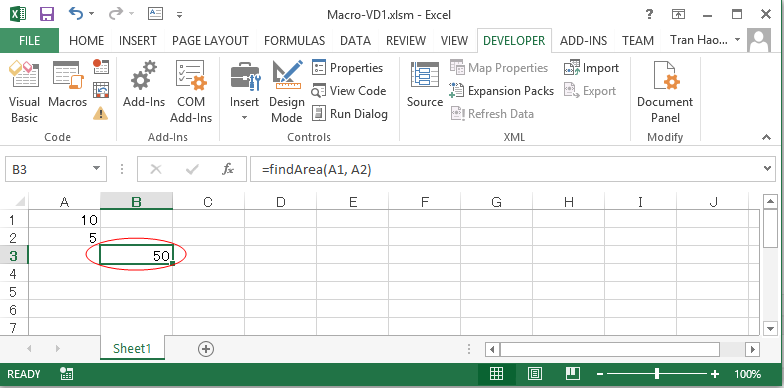 Macro-VD1.xlsm - Excel
?
FILE HOME INSERT PAGE LAYOUT FORMULAS DATA REVIEW VIEW DEVELOPER ADD-INS TEAM Tran Hao...
Visual Basic
Macros
Code
Add-Ins
COM Add-Ins
Add-Ins
Insert
Design Mode
Properties
View Code
Run Dialog
Controls
Source
Map Properties
Expansion Packs
Refresh Data
Import
Export
XML
Document Panel
Modify
B3 fx =findArea(A1, A2)
A B C D E F G H I J
1 10
2 5
3 50
4
5
6
7
Sheet1
READY 100%